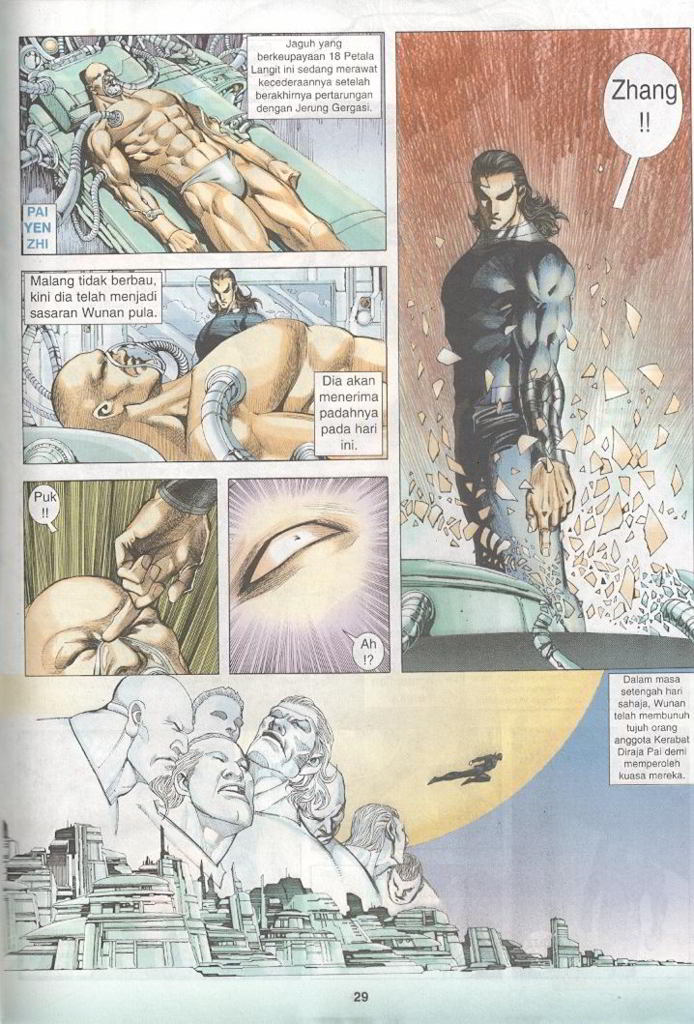 Jaguh yang
berkeupayaan 18 Petala
Langit ini sedang merawat
kecederaannya setelah
berakhirnya pertarungan
dengan Jerung Gergasi.
PAI
YEN
ZHI
Zhang
!!
Malang tidak berbau,
kini dia telah menjadi
sasaran Wunan pula.
Dia akan
menerima
padahnya
pada hari
ini.
Puk
!!
Ah
!?
Dalam masa
setengah hari
sahaja, Wunan
telah membunuh
tujuh orang
anggota Kerabat
Diraja Pai demi
memperoleh
kuasa mereka.
29